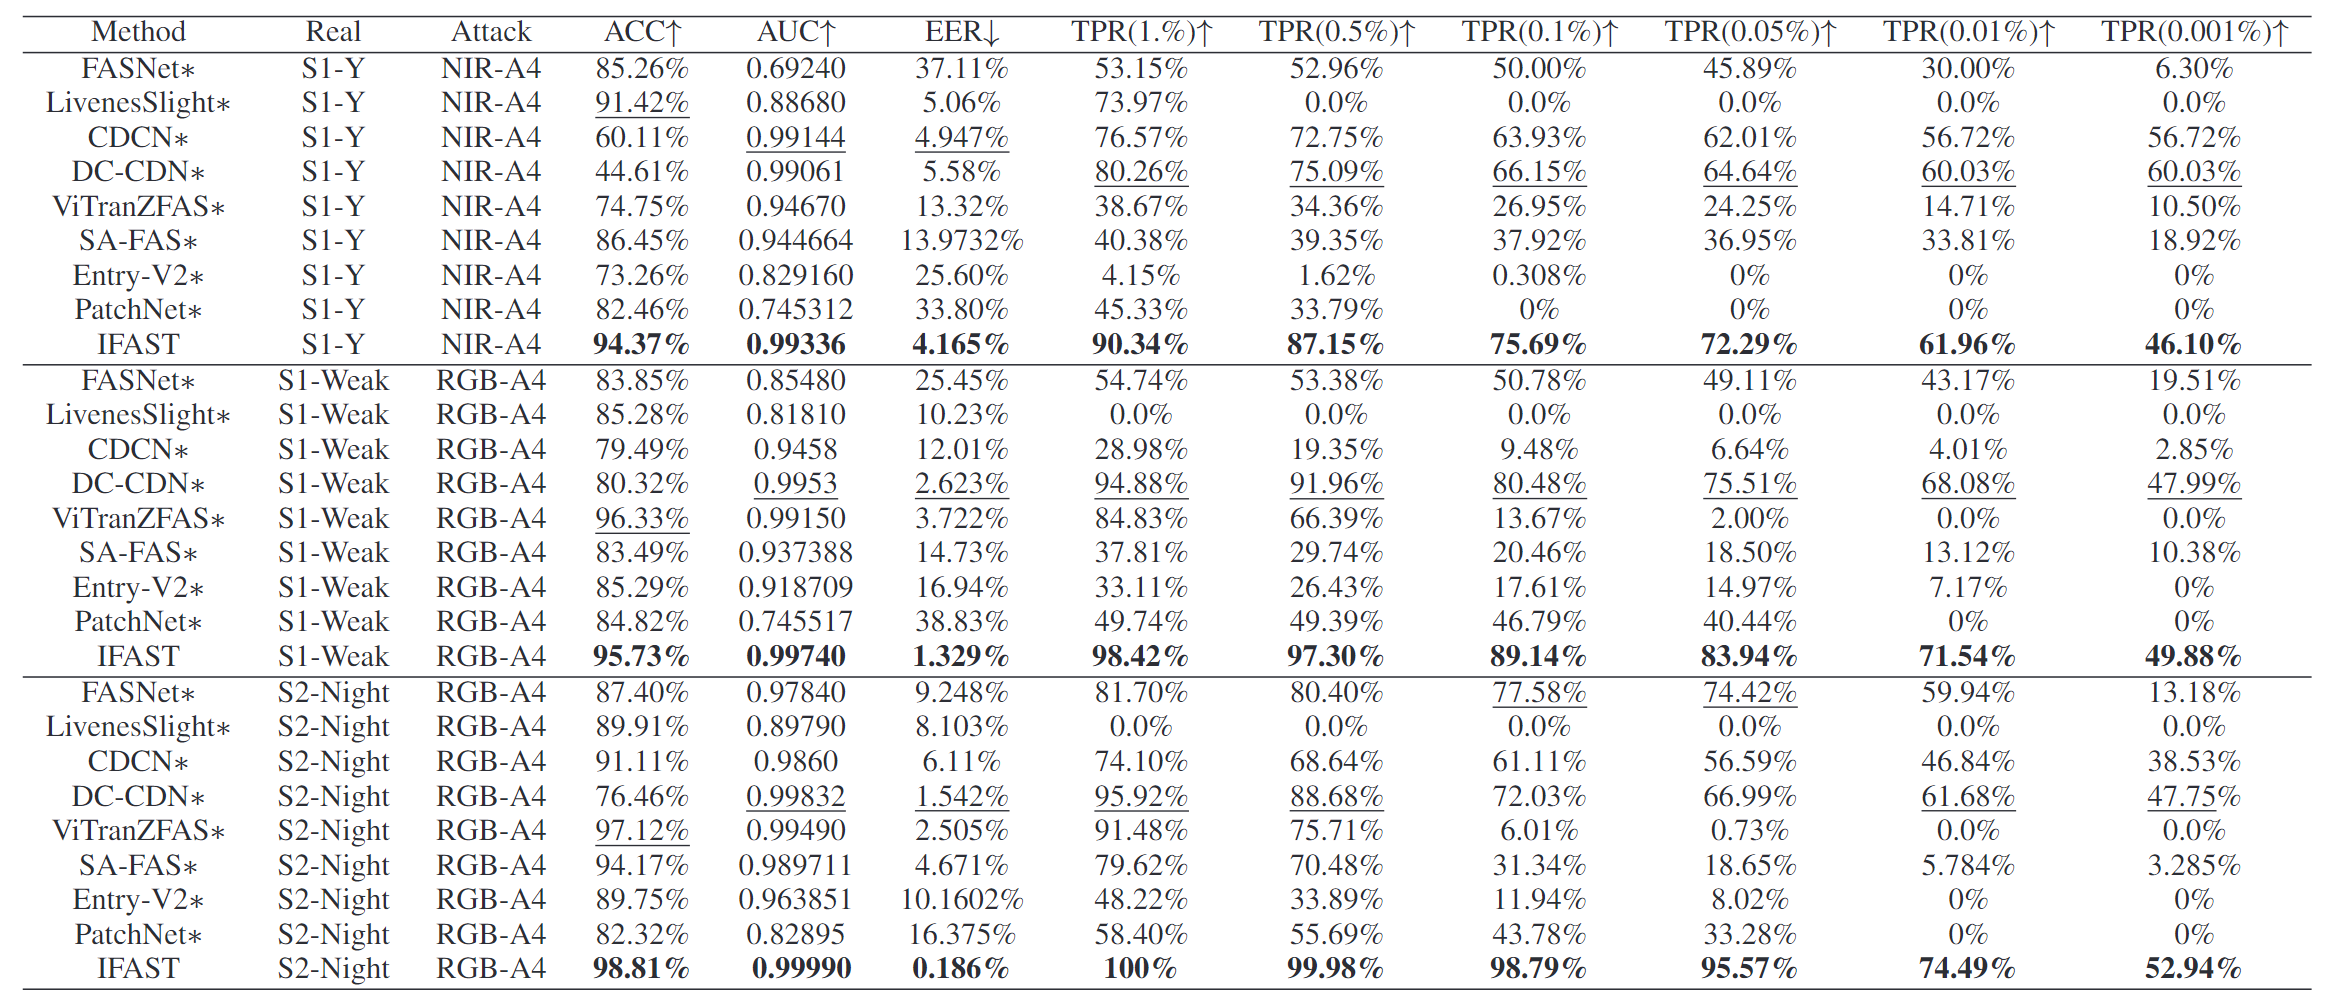 Method Real Attack ACC↑ AUC↑ EER↓ TPR(1.%)↑ TPR(0.5%)↑ TPR(0.1%)↑ TPR(0.05%)↑ TPR(0.01%)↑ TPR(0.001%)↑
FASNet∗ S1-Y NIR-A4 85.26% 0.69240 37.11% 53.15% 52.96% 50.00% 45.89% 30.00% 6.30%
LivenesSlight∗ S1-Y NIR-A4 91.42% 0.88680 5.06% 73.97% 0.0% 0.0% 0.0% 0.0% 0.0%
CDCN∗ S1-Y NIR-A4 60.11% 0.99144 4.947% 76.57% 72.75% 63.93% 62.01% 56.72% 56.72%
DC-CDN∗ S1-Y NIR-A4 44.61% 0.99061 5.58% 80.26% 75.09% 66.15% 64.64% 60.03% 60.03%
ViTranZFAS∗ S1-Y NIR-A4 74.75% 0.94670 13.32% 38.67% 34.36% 26.95% 24.25% 14.71% 10.50%
SA-FAS∗ S1-Y NIR-A4 86.45% 0.944664 13.9732% 40.38% 39.35% 37.92% 36.95% 33.81% 18.92%
Entry-V2∗ S1-Y NIR-A4 73.26% 0.829160 25.60% 4.15% 1.62% 0.308% 0% 0% 0%
PatchNet∗ S1-Y NIR-A4 82.46% 0.745312 33.80% 45.33% 33.79% 0% 0% 0% 0%
IFAST S1-Y NIR-A4 94.37% 0.99336 4.165% 90.34% 87.15% 75.69% 72.29% 61.96% 46.10%
FASNet∗ S1-Weak RGB-A4 83.85% 0.85480 25.45% 54.74% 53.38% 50.78% 49.11% 43.17% 19.51%
LivenesSlight∗ S1-Weak RGB-A4 85.28% 0.81810 10.23% 0.0% 0.0% 0.0% 0.0% 0.0% 0.0%
CDCN∗ S1-Weak RGB-A4 79.49% 0.9458 12.01% 28.98% 19.35% 9.48% 6.64% 4.01% 2.85%
DC-CDN∗ S1-Weak RGB-A4 80.32% 0.9953 2.623% 94.88% 91.96% 80.48% 75.51% 68.08% 47.99%
ViTranZFAS∗ S1-Weak RGB-A4 96.33% 0.99150 3.722% 84.83% 66.39% 13.67% 2.00% 0.0% 0.0%
SA-FAS∗ S1-Weak RGB-A4 83.49% 0.937388 14.73% 37.81% 29.74% 20.46% 18.50% 13.12% 10.38%
Entry-V2∗ S1-Weak RGB-A4 85.29% 0.918709 16.94% 33.11% 26.43% 17.61% 14.97% 7.17% 0%
PatchNet∗ S1-Weak RGB-A4 84.82% 0.745517 38.83% 49.74% 49.39% 46.79% 40.44% 0% 0%
IFAST S1-Weak RGB-A4 95.73% 0.99740 1.329% 98.42% 97.30% 89.14% 83.94% 71.54% 49.88%
FASNet∗ S2-Night RGB-A4 87.40% 0.97840 9.248% 81.70% 80.40% 77.58% 74.42% 59.94% 13.18%
LivenesSlight∗ S2-Night RGB-A4 89.91% 0.89790 8.103% 0.0% 0.0% 0.0% 0.0% 0.0% 0.0%
CDCN∗ S2-Night RGB-A4 91.11% 0.9860 6.11% 74.10% 68.64% 61.11% 56.59% 46.84% 38.53%
DC-CDN∗ S2-Night RGB-A4 76.46% 0.99832 1.542% 95.92% 88.68% 72.03% 66.99% 61.68% 47.75%
ViTranZFAS∗ S2-Night RGB-A4 97.12% 0.99490 2.505% 91.48% 75.71% 6.01% 0.73% 0.0% 0.0%
SA-FAS∗ S2-Night RGB-A4 94.17% 0.989711 4.671% 79.62% 70.48% 31.34% 18.65% 5.784% 3.285%
Entry-V2∗ S2-Night RGB-A4 89.75% 0.963851 10.1602% 48.22% 33.89% 11.94% 8.02% 0% 0%
PatchNet∗ S2-Night RGB-A4 82.32% 0.82895 16.375% 58.40% 55.69% 43.78% 33.28% 0% 0%
IFAST S2-Night RGB-A4 98.81% 0.99990 0.186% 100% 99.98% 98.79% 95.57% 74.49% 52.94%